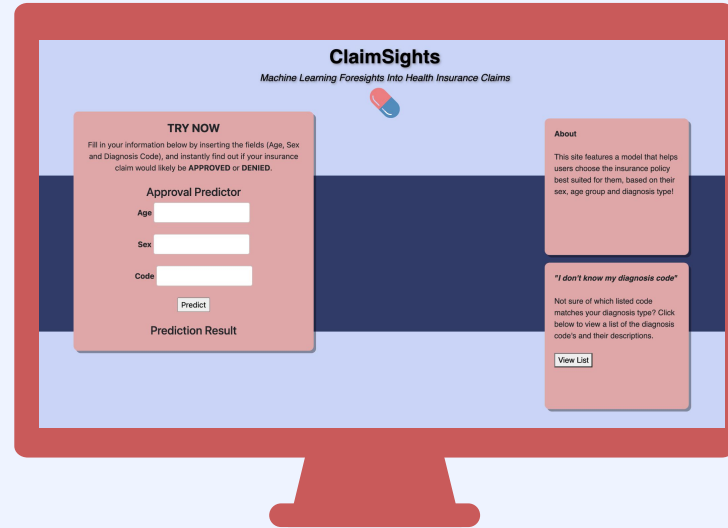 ClaimSights
Machine Learning Foresights Into Health Insurance Claims
TRY NOW
Fill in your information below by inserting the fields (Age, Sex
and Diagnosis Code), and instantly find out if your insurance
claim would likely be APPROVED or DENIED.
Approval Predictor
Age
Sex
Code
Predict
Prediction Result
About
This site features a model that helps
users choose the insurance policy
best suited for them, based on their
sex, age group and diagnosis type!
"I don't know my diagnosis code"
Not sure of which listed code
matches your diagnosis type? Click
below to view a list of the diagnosis
code's and their descriptions.
View List